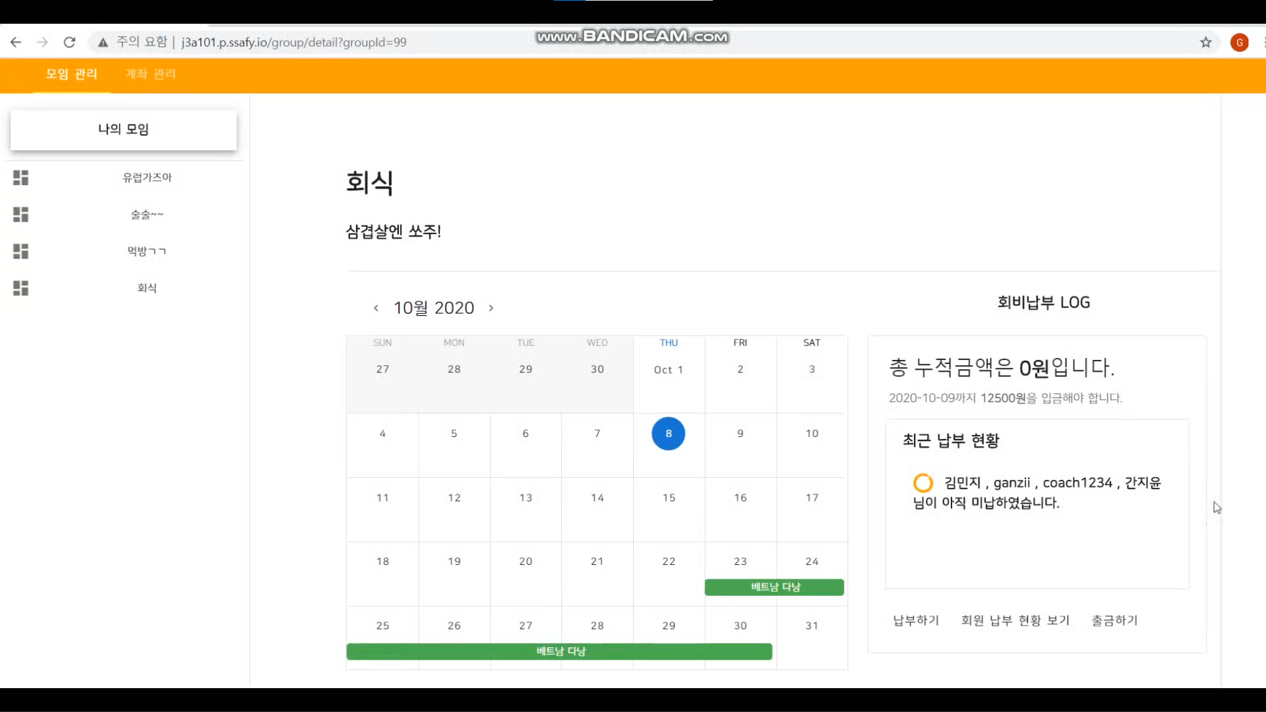 www.BANDICAM.com
주의 요함 | j3a101.p.ssafy.io/group/detail?groupId=99
G
모임 관리 계좌 관리
나의 모임
유럽가즈아
술술~~
먹방ㄱㄱ
회식
회식
삼겹살엔 쏘주!
10월 2020
SUN MON TUE WED THU FRI SAT
27 28 29 30 Oct 1 2 3
4 5 6 7 8 9 10
11 12 13 14 15 16 17
18 19 20 21 22 23 24
베트남 다낭
25 26 27 28 29 30 31
베트남 다낭
회비납부 LOG
총 누적금액은 0원입니다.
2020-10-09까지 12500원을 입금해야 합니다.
최근 납부 현황
김민지 , ganzii , coach1234 , 간지윤
님이 아직 미납하였습니다.
납부하기 회원 납부 현황 보기 출금하기